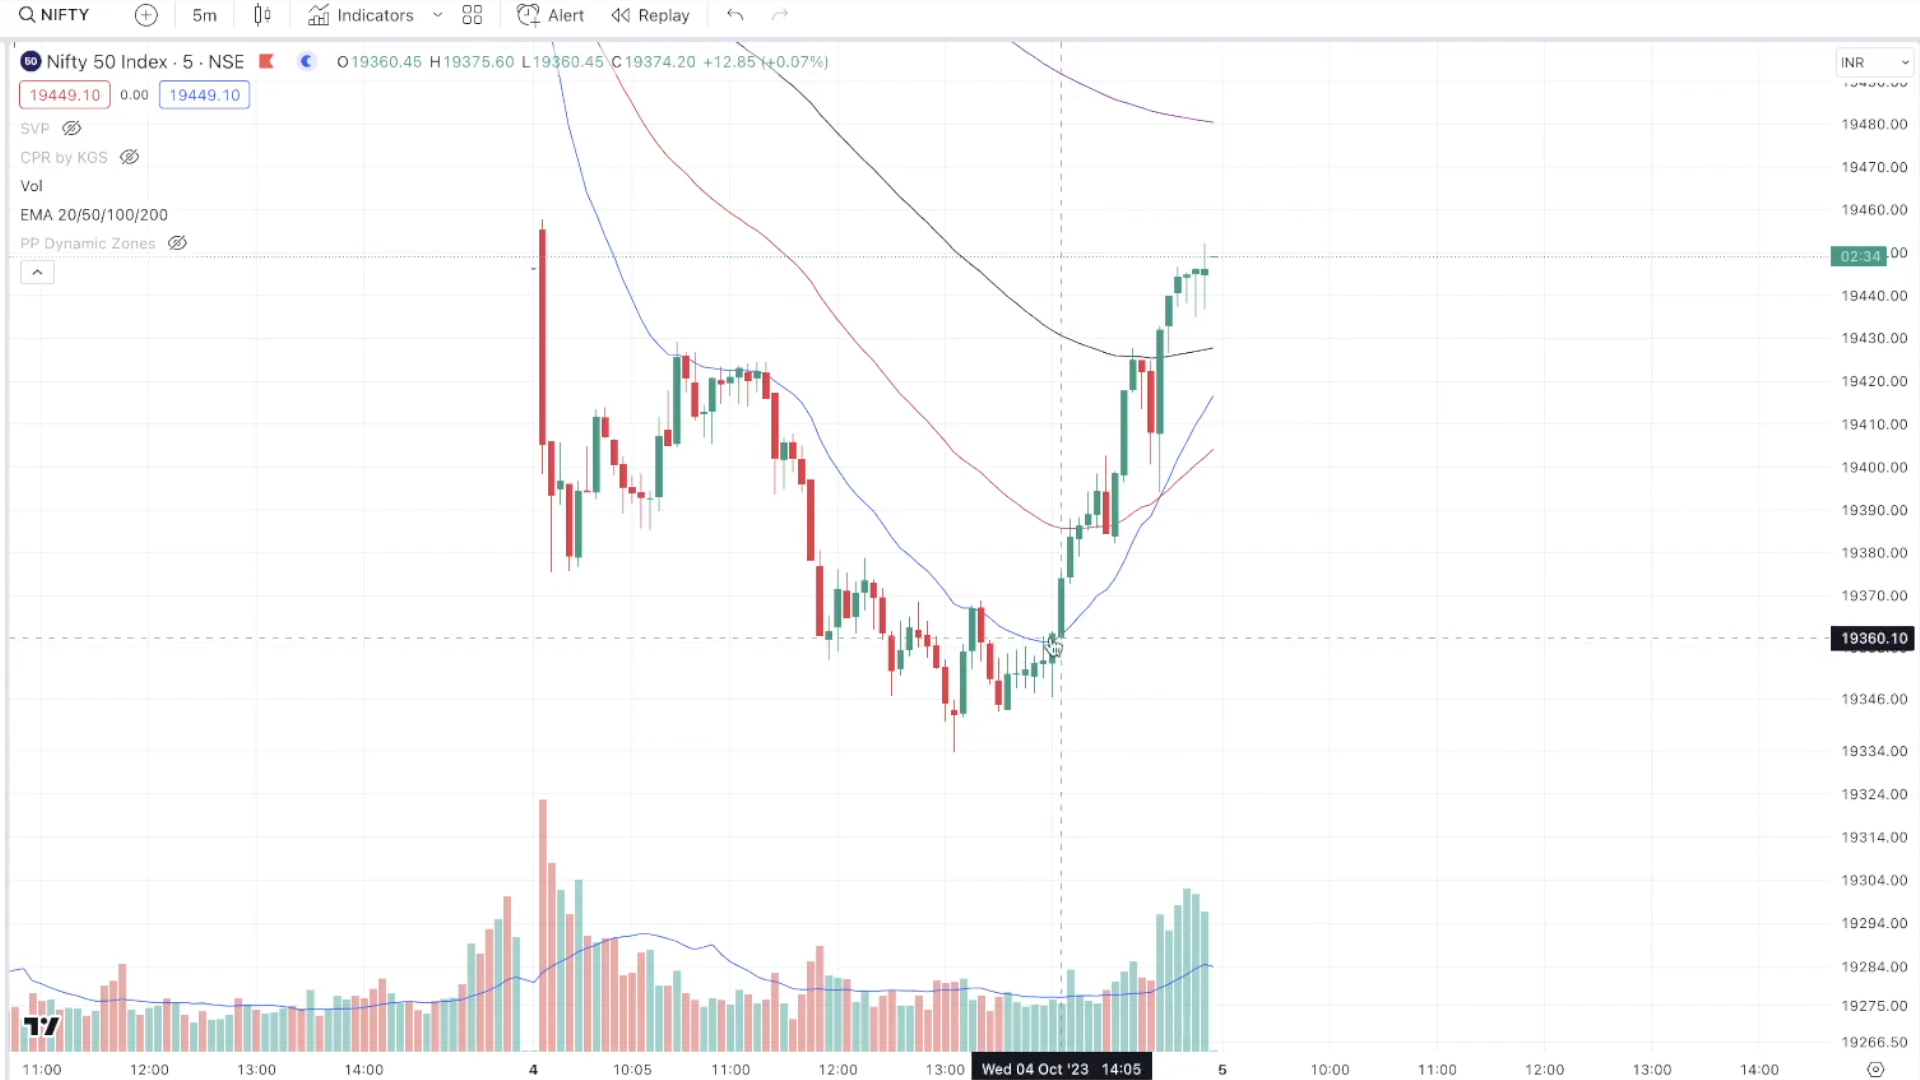 NIFTY 5m Indicators Alert Replay
50 Nifty 50 Index · 5 · NSE O19360.45 H19375.60 L19360.45 C19374.20 +12.85 (+0.07%)
INR
19449.10 0.00 19449.10
SVP
CPR by KGS
Vol
EMA 20/50/100/200
PP Dynamic Zones
19480.00
19470.00
19460.00
02:34
19440.00
19430.00
19420.00
19410.00
19400.00
19390.00
19380.00
19370.00
19360.10
19346.00
19334.00
19324.00
19314.00
19304.00
19294.00
19284.00
19275.00
19266.50
11:00 12:00 13:00 14:00 4 10:05 11:00 12:00 13:00 Wed 04 Oct '23 14:05 5 10:00 11:00 12:00 13:00 14:00